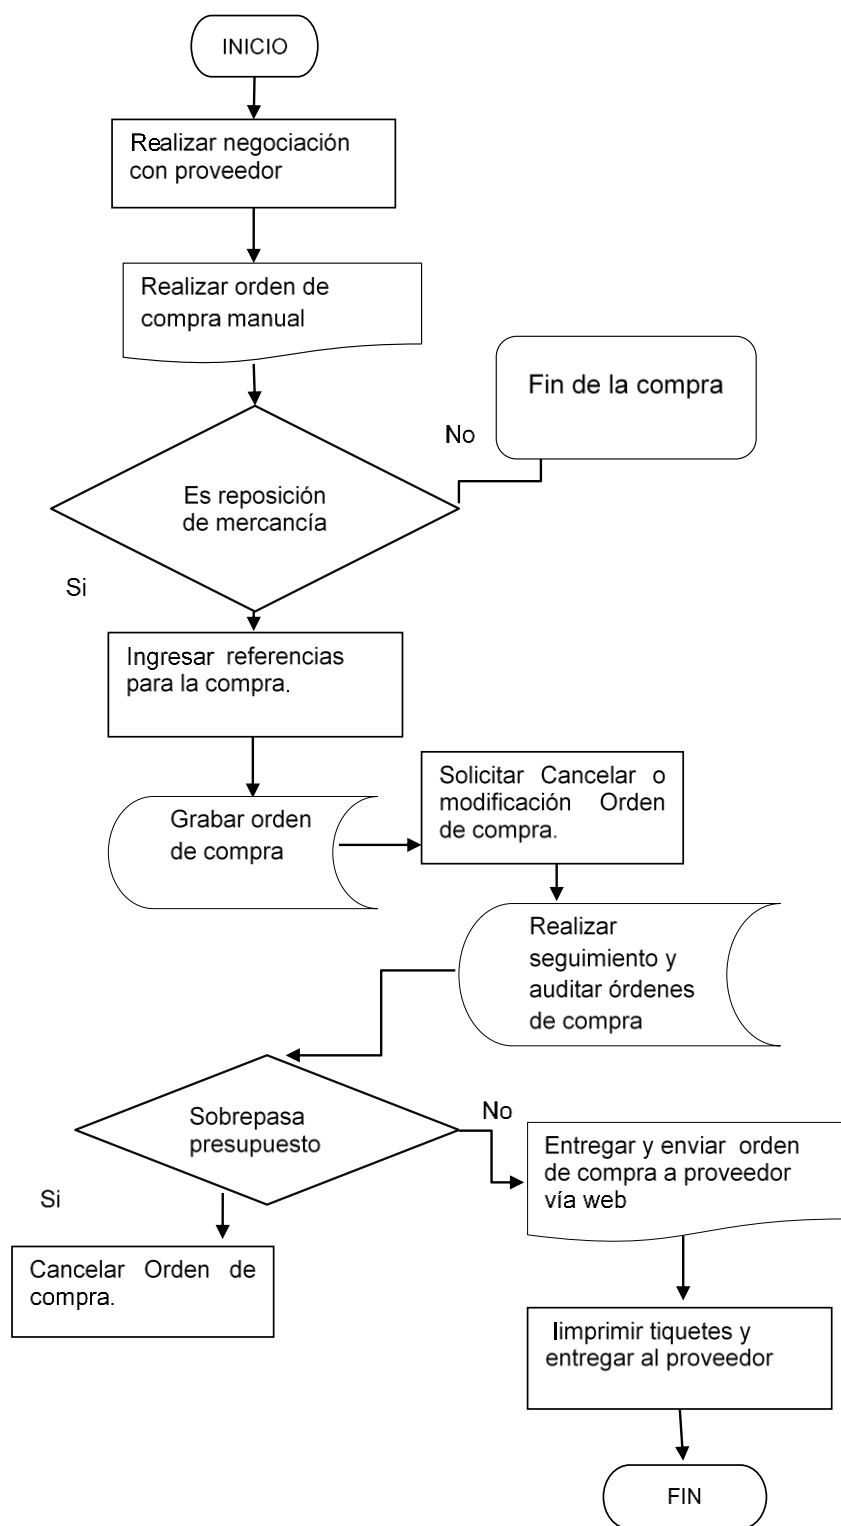 INICIO
Realizar negociación
con proveedor
Realizar orden de
compra manual
Fin de la compra
No
Es reposición
de mercancía
Si
Ingresar referencias
para la compra.
Grabar orden
de compra
Solicitar Cancelar o
modificación Orden
de compra.
Realizar
seguimiento y
auditar órdenes
de compra
Sobrepasa
presupuesto
No
Si
Entregar y enviar orden
de compra a proveedor
vía web
Cancelar Orden de
compra.
Iimprimir tiquetes y
entregar al proveedor
FIN